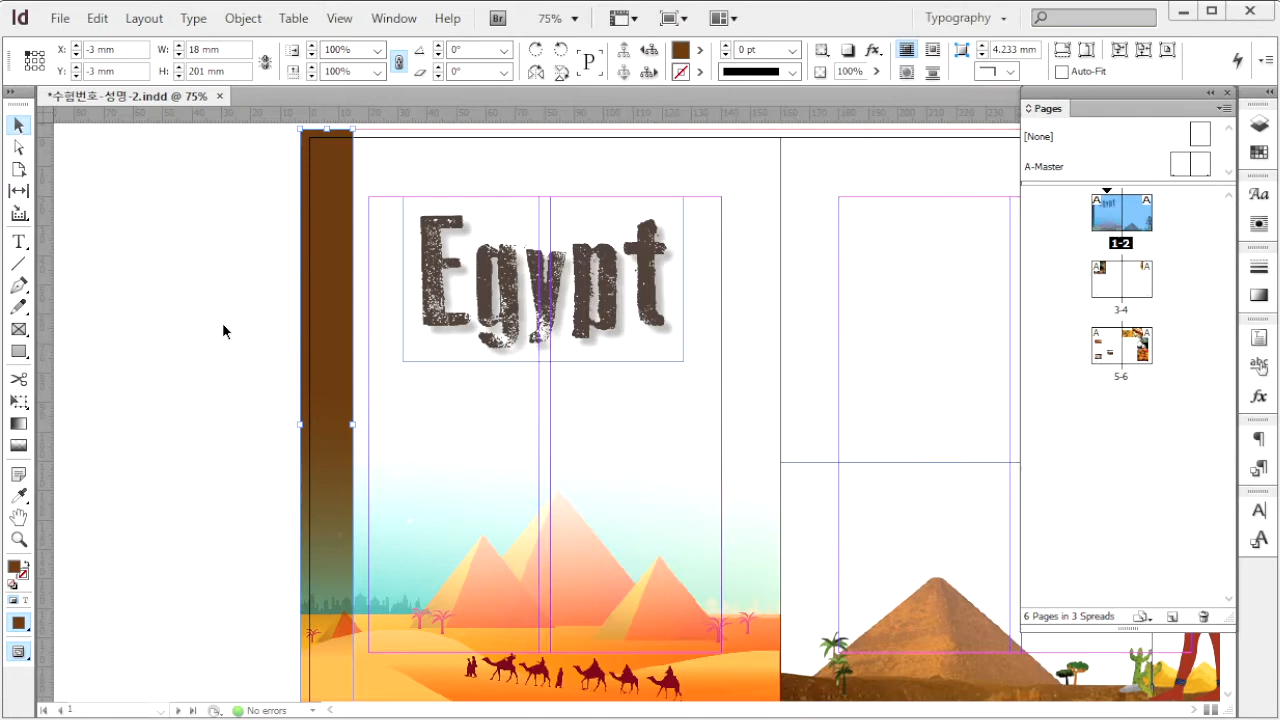 Id File Edit Layout Type Object Table View Window Help Br 75% Typography
X: -3 mm W: 18 mm 100% 0° P 0 pt fx. 4.233 mm
Y: -3 mm H: 201 mm 100% 0° 100% Auto-Fit
*수험번호-성명-2.indd @ 75% ×
Pages
[None]
A-Master
A A
1-2
A A
3-4
A A
5-6
6 Pages in 3 Spreads
Egypt
1 No errors